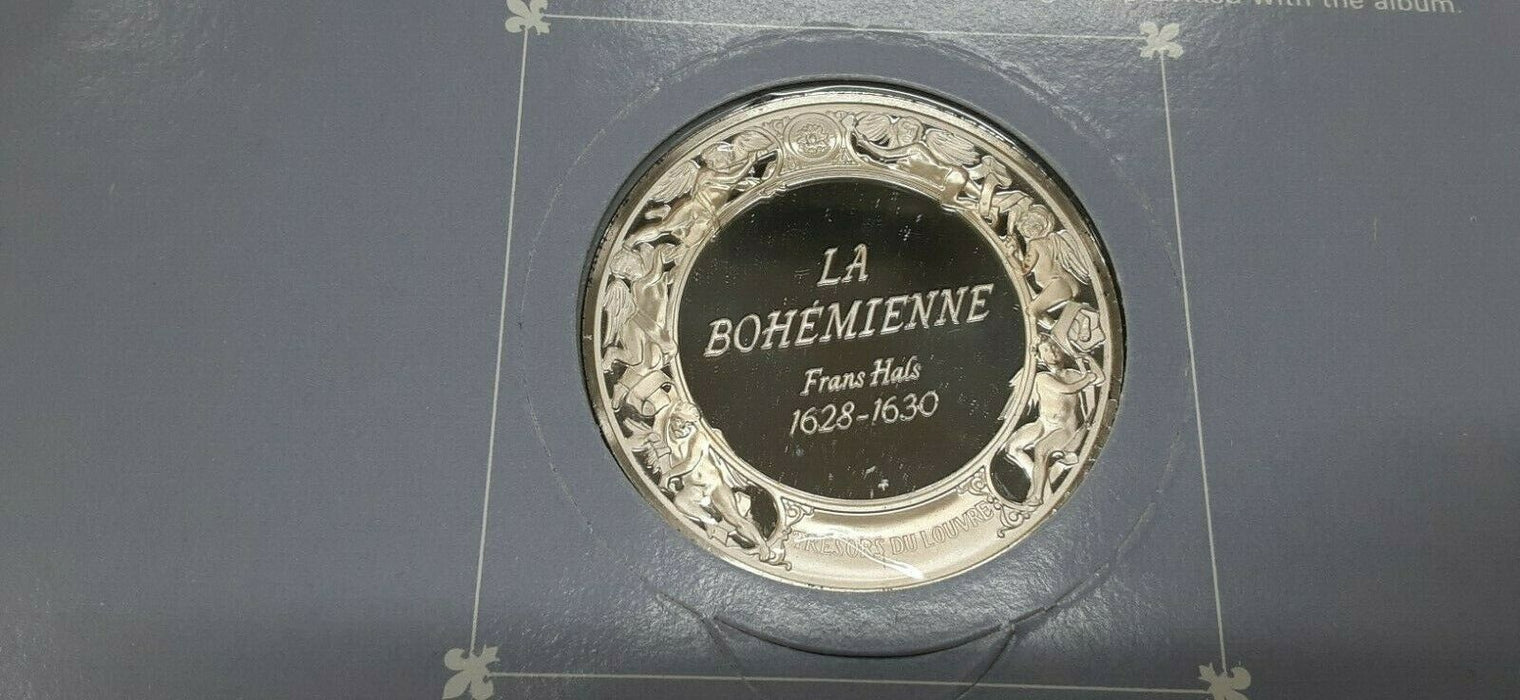 with the album.
LA
BOHÉMIENNE
Frans Hals
1628-1630
TRESORS DU LOUVRE